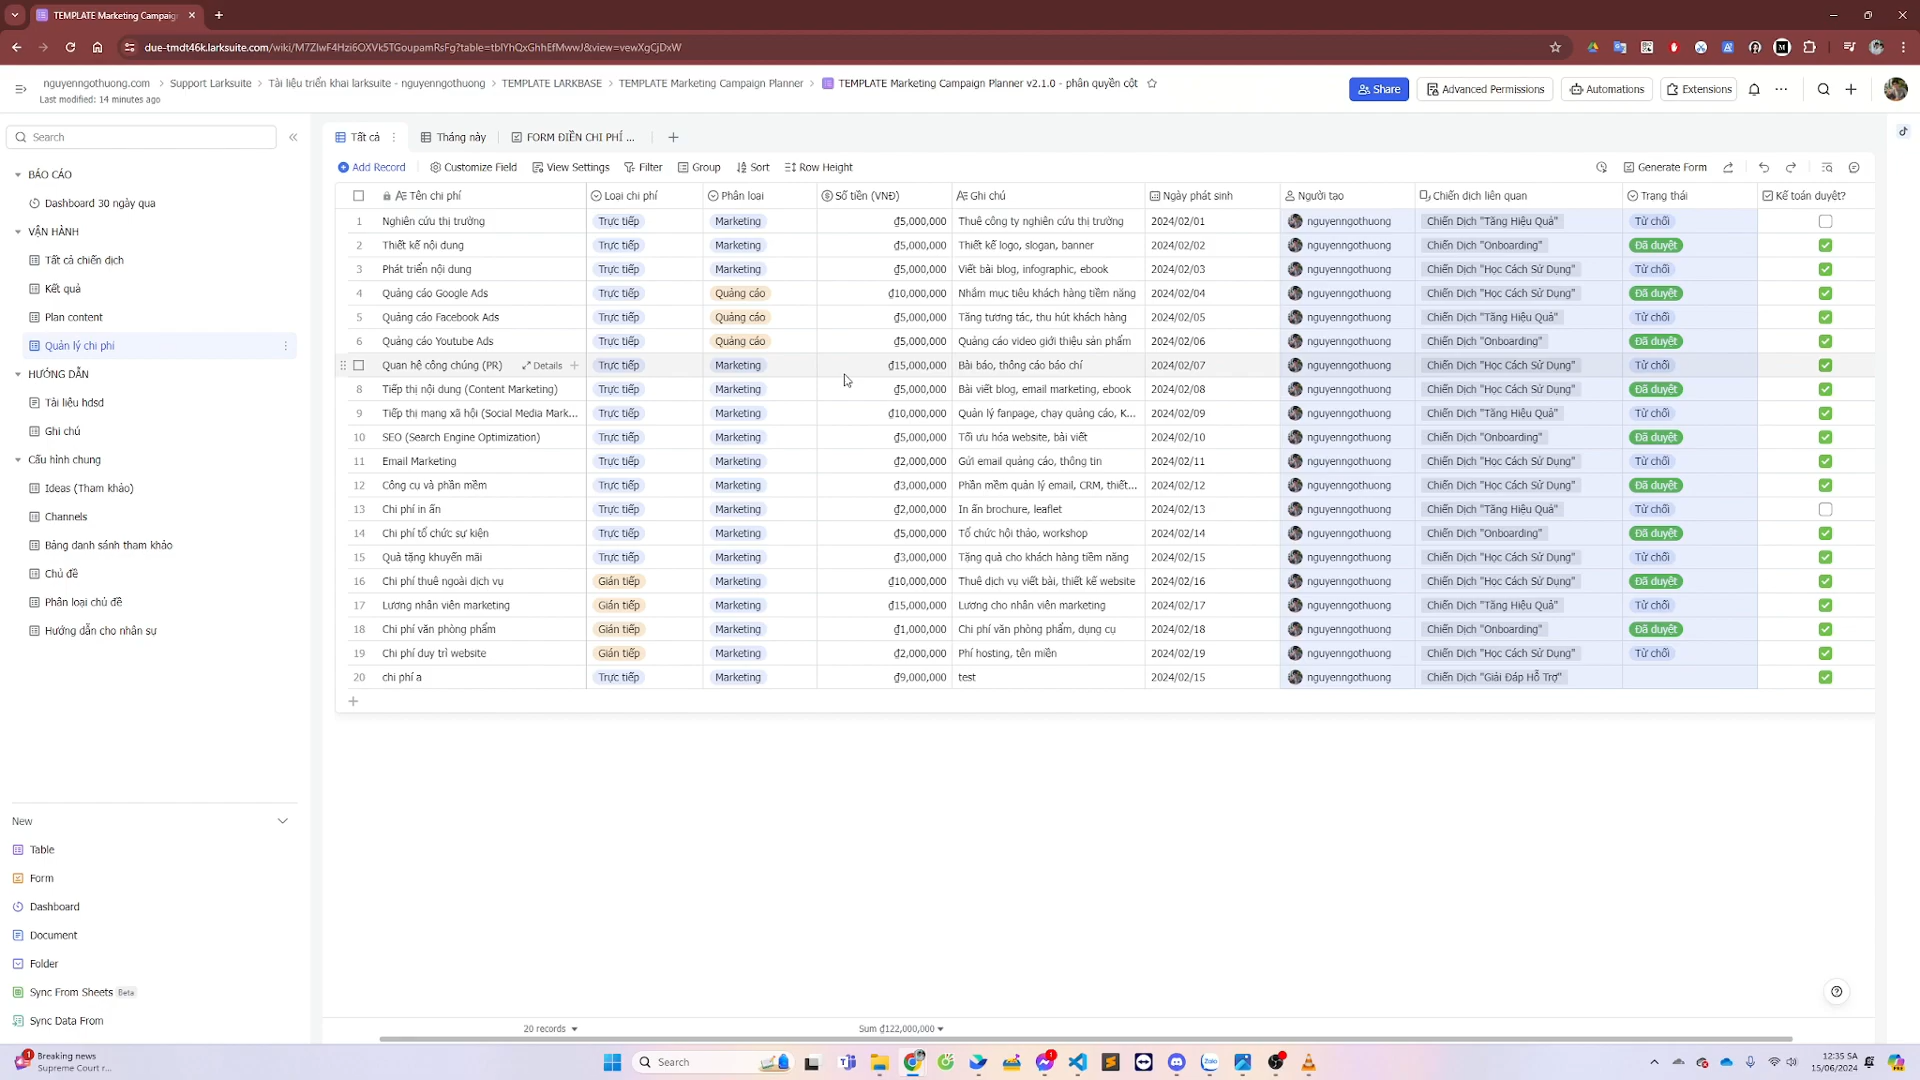 TEMPLATE Marketing Campaign
due-tmdt46k.larksuite.com/wiki/M7ZlwF4Hzi6OXVk5TGoupamRsFg?table=tblYhQxGhhEfMwwJ&view=vewXgCjDxW
nguyenngothuong.com > Support Larksuite > Tài liệu triển khai larksuite - nguyenngothuong > TEMPLATE LARKBASE > TEMPLATE Marketing Campaign Planner > TEMPLATE Marketing Campaign Planner v2.1.0 - phân quyền cột
Last modified: 14 minutes ago
Share
Advanced Permissions
Automations
Extensions
Search
BÁO CÁO
Dashboard 30 ngày qua
VẬN HÀNH
Tất cả chiến dịch
Kết quả
Plan content
Quản lý chi phí
HƯỚNG DẪN
Tài liệu hdsd
Ghi chú
Cấu hình chung
Ideas (Tham khảo)
Channels
Bảng danh sánh tham khảo
Chủ đề
Phân loại chủ đề
Hướng dẫn cho nhân sự
New
Table
Form
Dashboard
Document
Folder
Sync From Sheets Beta
Sync Data From
Tất cả Tháng này FORM ĐIỀN CHI PHÍ ...
Add Record Customize Field View Settings Filter Group Sort Row Height Generate Form
Tên chi phí Loại chi phí Phân loại Số tiền (VNĐ) Ghi chú Ngày phát sinh Người tạo Chiến dịch liên quan Trạng thái Kế toán duyệt?
1 Nghiên cứu thị trường Trực tiếp Marketing ₫5,000,000 Thuê công ty nghiên cứu thị trường 2024/02/01 nguyenngothuong Chiến Dịch "Tăng Hiệu Quả" Từ chối
2 Thiết kế nội dung Trực tiếp Marketing ₫5,000,000 Thiết kế logo, slogan, banner 2024/02/02 nguyenngothuong Chiến Dịch "Onboarding" Đã duyệt
3 Phát triển nội dung Trực tiếp Marketing ₫5,000,000 Viết bài blog, infographic, ebook 2024/02/03 nguyenngothuong Chiến Dịch "Học Cách Sử Dụng" Từ chối
4 Quảng cáo Google Ads Trực tiếp Quảng cáo ₫10,000,000 Nhắm mục tiêu khách hàng tiềm năng 2024/02/04 nguyenngothuong Chiến Dịch "Học Cách Sử Dụng" Đã duyệt
5 Quảng cáo Facebook Ads Trực tiếp Quảng cáo ₫5,000,000 Tăng tương tác, thu hút khách hàng 2024/02/05 nguyenngothuong Chiến Dịch "Tăng Hiệu Quả" Từ chối
6 Quảng cáo Youtube Ads Trực tiếp Quảng cáo ₫5,000,000 Quảng cáo video giới thiệu sản phẩm 2024/02/06 nguyenngothuong Chiến Dịch "Onboarding" Đã duyệt
Quan hệ công chúng (PR) Details Trực tiếp Marketing ₫15,000,000 Bài báo, thông cáo báo chí 2024/02/07 nguyenngothuong Chiến Dịch "Học Cách Sử Dụng" Từ chối
8 Tiếp thị nội dung (Content Marketing) Trực tiếp Marketing ₫5,000,000 Bài viết blog, email marketing, ebook 2024/02/08 nguyenngothuong Chiến Dịch "Học Cách Sử Dụng" Đã duyệt
9 Tiếp thị mạng xã hội (Social Media Mark... Trực tiếp Marketing ₫10,000,000 Quản lý fanpage, chạy quảng cáo, K... 2024/02/09 nguyenngothuong Chiến Dịch "Tăng Hiệu Quả" Từ chối
10 SEO (Search Engine Optimization) Trực tiếp Marketing ₫5,000,000 Tối ưu hóa website, bài viết 2024/02/10 nguyenngothuong Chiến Dịch "Onboarding" Đã duyệt
11 Email Marketing Trực tiếp Marketing ₫2,000,000 Gửi email quảng cáo, thông tin 2024/02/11 nguyenngothuong Chiến Dịch "Học Cách Sử Dụng" Từ chối
12 Công cụ và phần mềm Trực tiếp Marketing ₫3,000,000 Phần mềm quản lý email, CRM, thiết... 2024/02/12 nguyenngothuong Chiến Dịch "Học Cách Sử Dụng" Đã duyệt
13 Chi phí in ấn Trực tiếp Marketing ₫2,000,000 In ấn brochure, leaflet 2024/02/13 nguyenngothuong Chiến Dịch "Tăng Hiệu Quả" Từ chối
14 Chi phí tổ chức sự kiện Trực tiếp Marketing ₫5,000,000 Tổ chức hội thảo, workshop 2024/02/14 nguyenngothuong Chiến Dịch "Onboarding" Đã duyệt
15 Quà tặng khuyến mãi Trực tiếp Marketing ₫3,000,000 Tặng quà cho khách hàng tiềm năng 2024/02/15 nguyenngothuong Chiến Dịch "Học Cách Sử Dụng" Từ chối
16 Chi phí thuê ngoài dịch vụ Gián tiếp Marketing ₫10,000,000 Thuê dịch vụ viết bài, thiết kế website 2024/02/16 nguyenngothuong Chiến Dịch "Học Cách Sử Dụng" Đã duyệt
17 Lương nhân viên marketing Gián tiếp Marketing ₫15,000,000 Lương cho nhân viên marketing 2024/02/17 nguyenngothuong Chiến Dịch "Tăng Hiệu Quả" Từ chối
18 Chi phí văn phòng phẩm Gián tiếp Marketing ₫1,000,000 Chi phí văn phòng phẩm, dụng cụ 2024/02/18 nguyenngothuong Chiến Dịch "Onboarding" Đã duyệt
19 Chi phí duy trì website Gián tiếp Marketing ₫2,000,000 Phí hosting, tên miền 2024/02/19 nguyenngothuong Chiến Dịch "Học Cách Sử Dụng" Từ chối
20 chi phí a Trực tiếp Marketing ₫9,000,000 test 2024/02/15 nguyenngothuong Chiến Dịch "Giải Đáp Hỗ Trợ"
20 records Sum ₫122,000,000
Breaking news
Supreme Court r...
Search
12:35 SA
15/06/2024